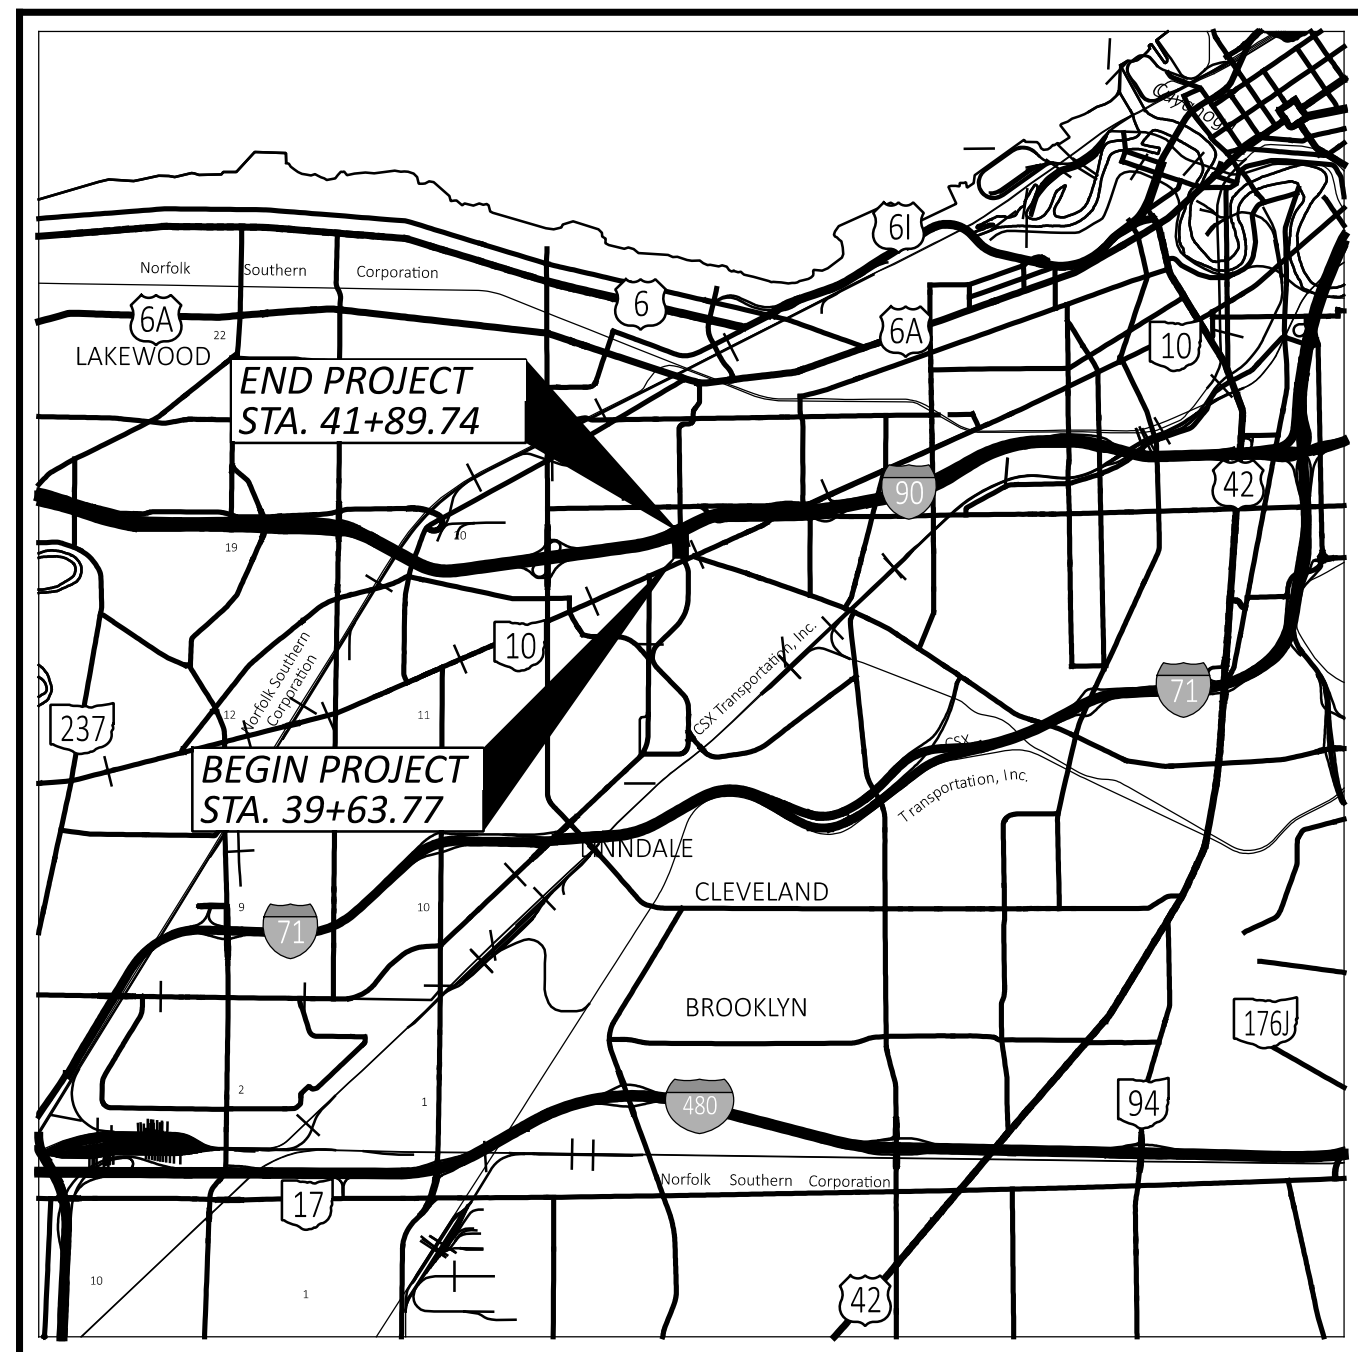 Cuyahog
6I
Norfolk Southern Corporation
6
6A
6A
22
LAKEWOOD
10
END PROJECT
STA. 41+89.74
90
42
20
19
10
CSX Transportation, Inc.
Norfolk Southern
Corporation
71
12
11
237
CSX
BEGIN PROJECT
STA. 39+63.77
Transportation, Inc.
LINNDALE
CLEVELAND
9
10
71
BROOKLYN
176J
2
1
480
94
Norfolk Southern Corporation
17
10
1
42